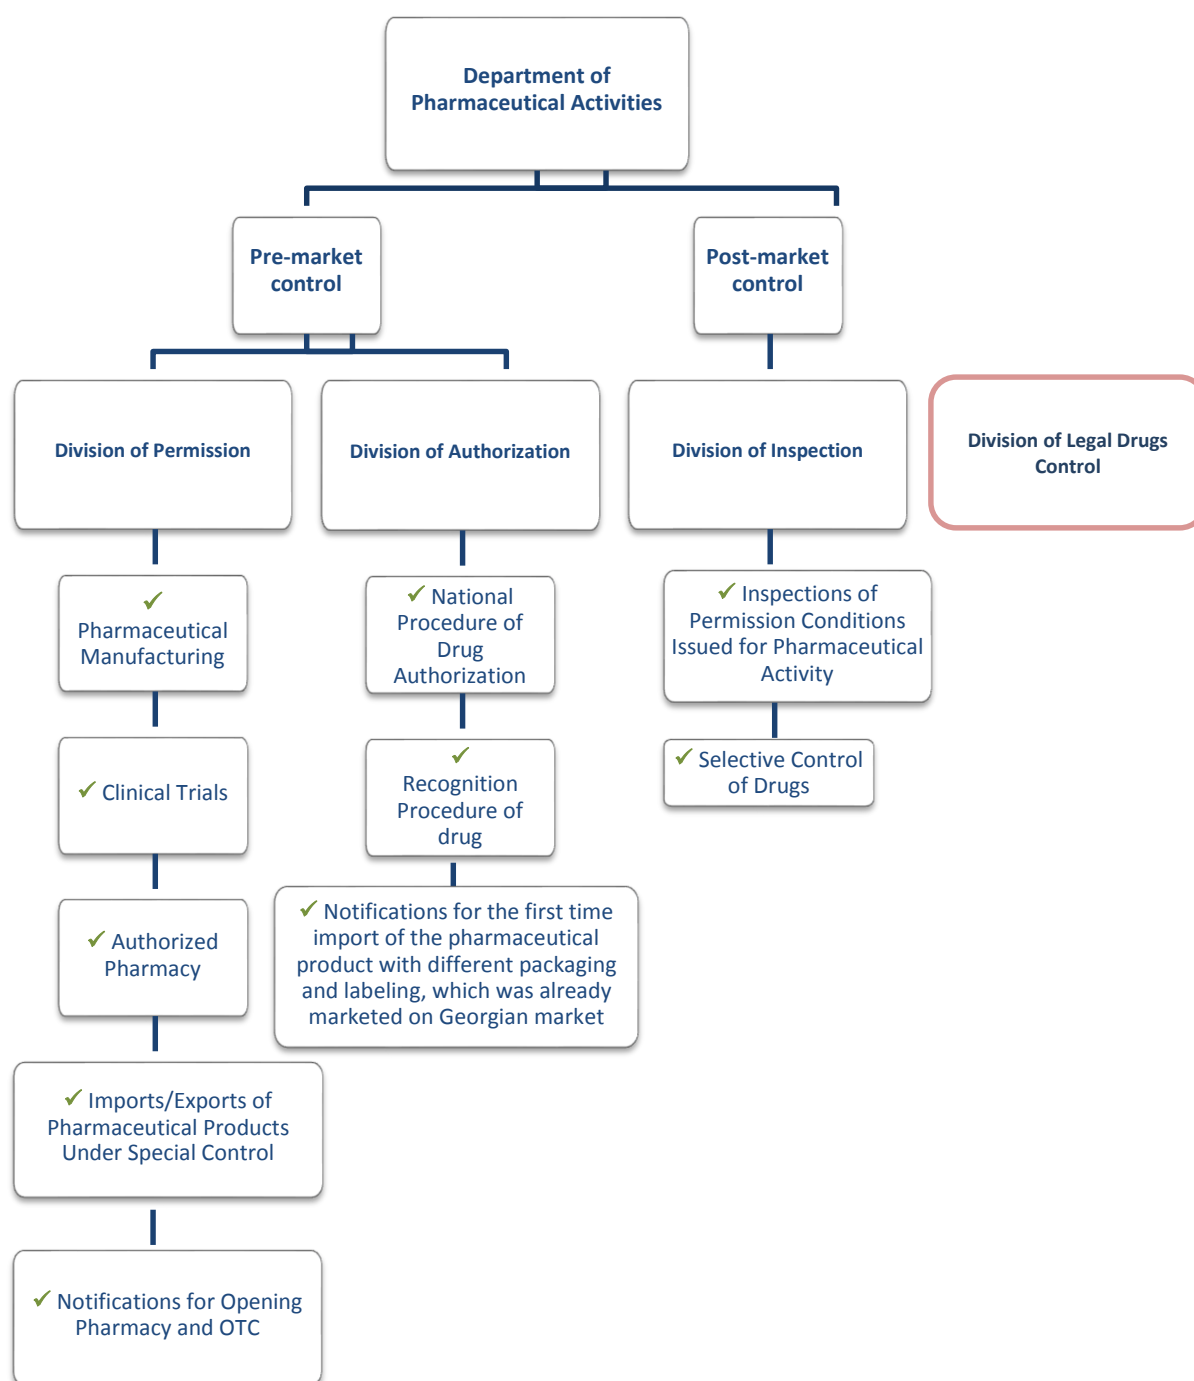 Department of
Pharmaceutical Activities
Pre-market
control
Post-market
control
Division of Permission
Division of Authorization
Division of Inspection
Division of Legal Drugs
Control
✓
Pharmaceutical
Manufacturing
✓ Clinical Trials
✓ Authorized
Pharmacy
✓ Imports/Exports of
Pharmaceutical Products
Under Special Control
✓ Notifications for Opening
Pharmacy and OTC
✓ National
Procedure of
Drug
Authorization
✓
Recognition
Procedure of
drug
✓ Notifications for the first time
import of the pharmaceutical
product with different packaging
and labeling, which was already
marketed on Georgian market
✓ Inspections of
Permission Conditions
Issued for Pharmaceutical
Activity
✓ Selective Control
of Drugs